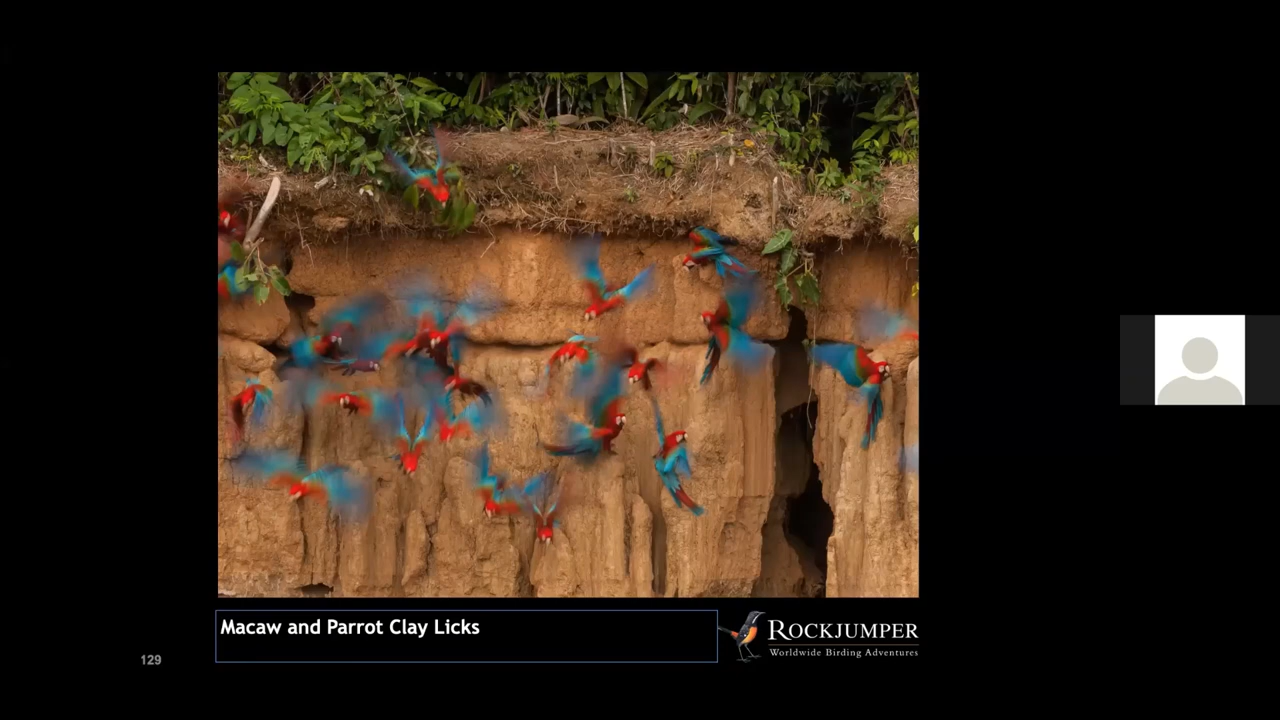 Macaw and Parrot Clay Licks
ROCKJUMPER
Worldwide Birding Adventures
129